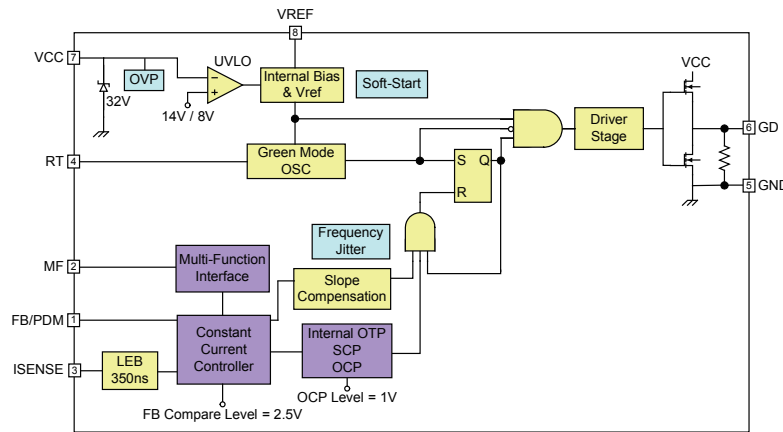 VREF
8
VCC
7
UVLO
OVP
32V
−
+
14V / 8V
Internal Bias
& Vref
Soft-Start
VCC
Driver
Stage
6
GD
RT
4
Green Mode
OSC
S
Q
R
5
GND
Frequency
Jitter
MF
2
Multi-Function
Interface
Slope
Compensation
FB/PDM
1
Constant
Current
Controller
Internal OTP
SCP
OCP
ISENSE
3
LEB
350ns
OCP Level = 1V
FB Compare Level = 2.5V